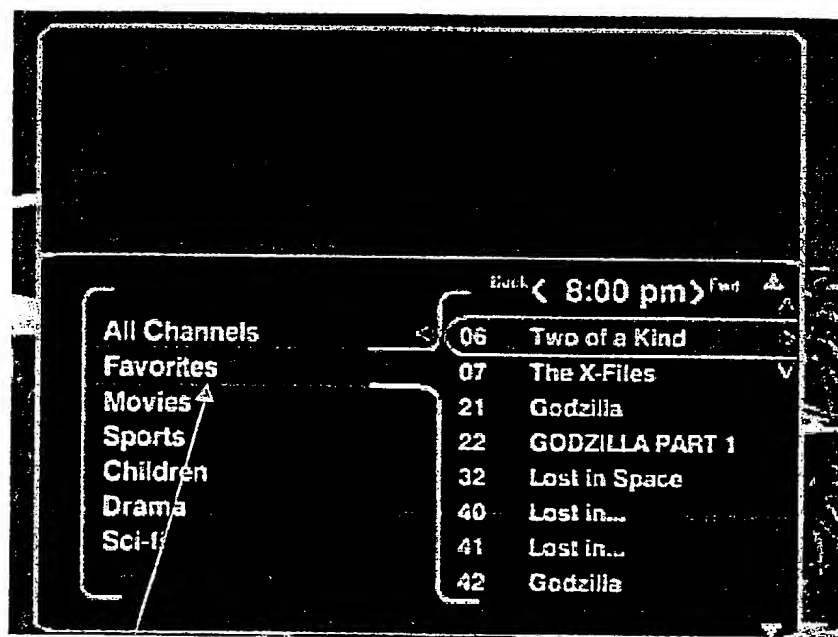 Back < 8:00 pm > Fwd
All Channels
Favorites
Movies
Sports
Children
Drama
06 Two of a Kind
07 The X-Files
21 Godzilla
22 GODZILLA PART 1
32 Lost in Space
40 Lost in...
41 Lost in...
42 Godzilla